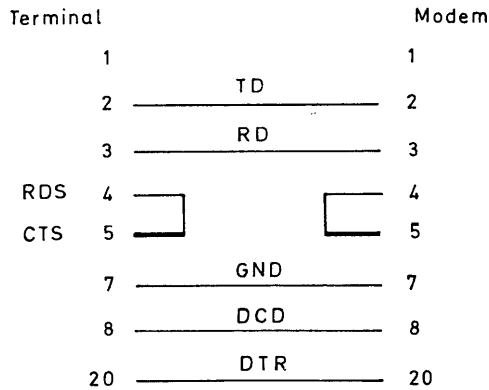 Terminal Modem
1 1
2 TD 2
3 RD 3
RDS 4 4
CTS 5 5
7 GND 7
8 DCD 8
20 DTR 20